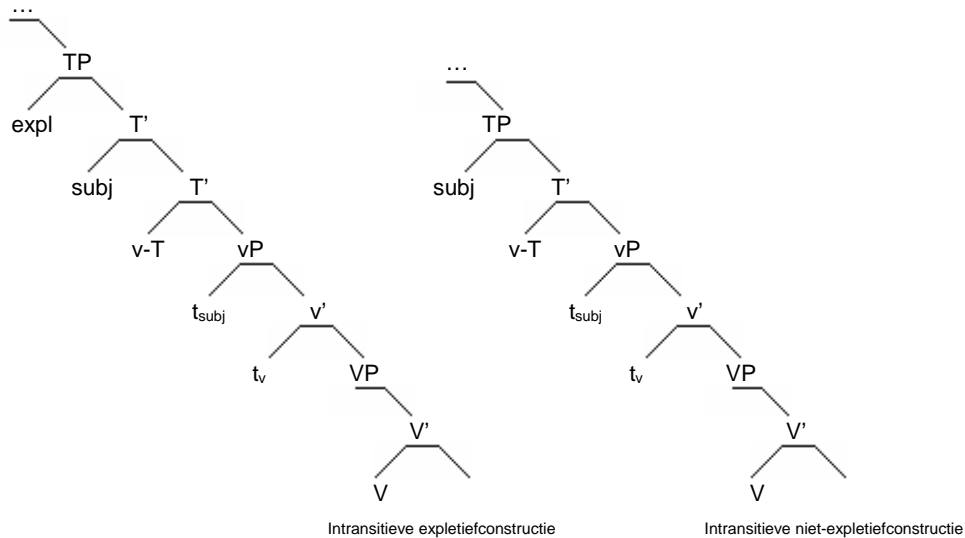 …
TP
expl T’
subj T’
v-T vP
tsubj v’
tv VP
V’
V
Intransitieve expletiefconstructie
…
TP
subj T’
v-T vP
tsubj v’
tv VP
V’
V
Intransitieve niet-expletiefconstructie